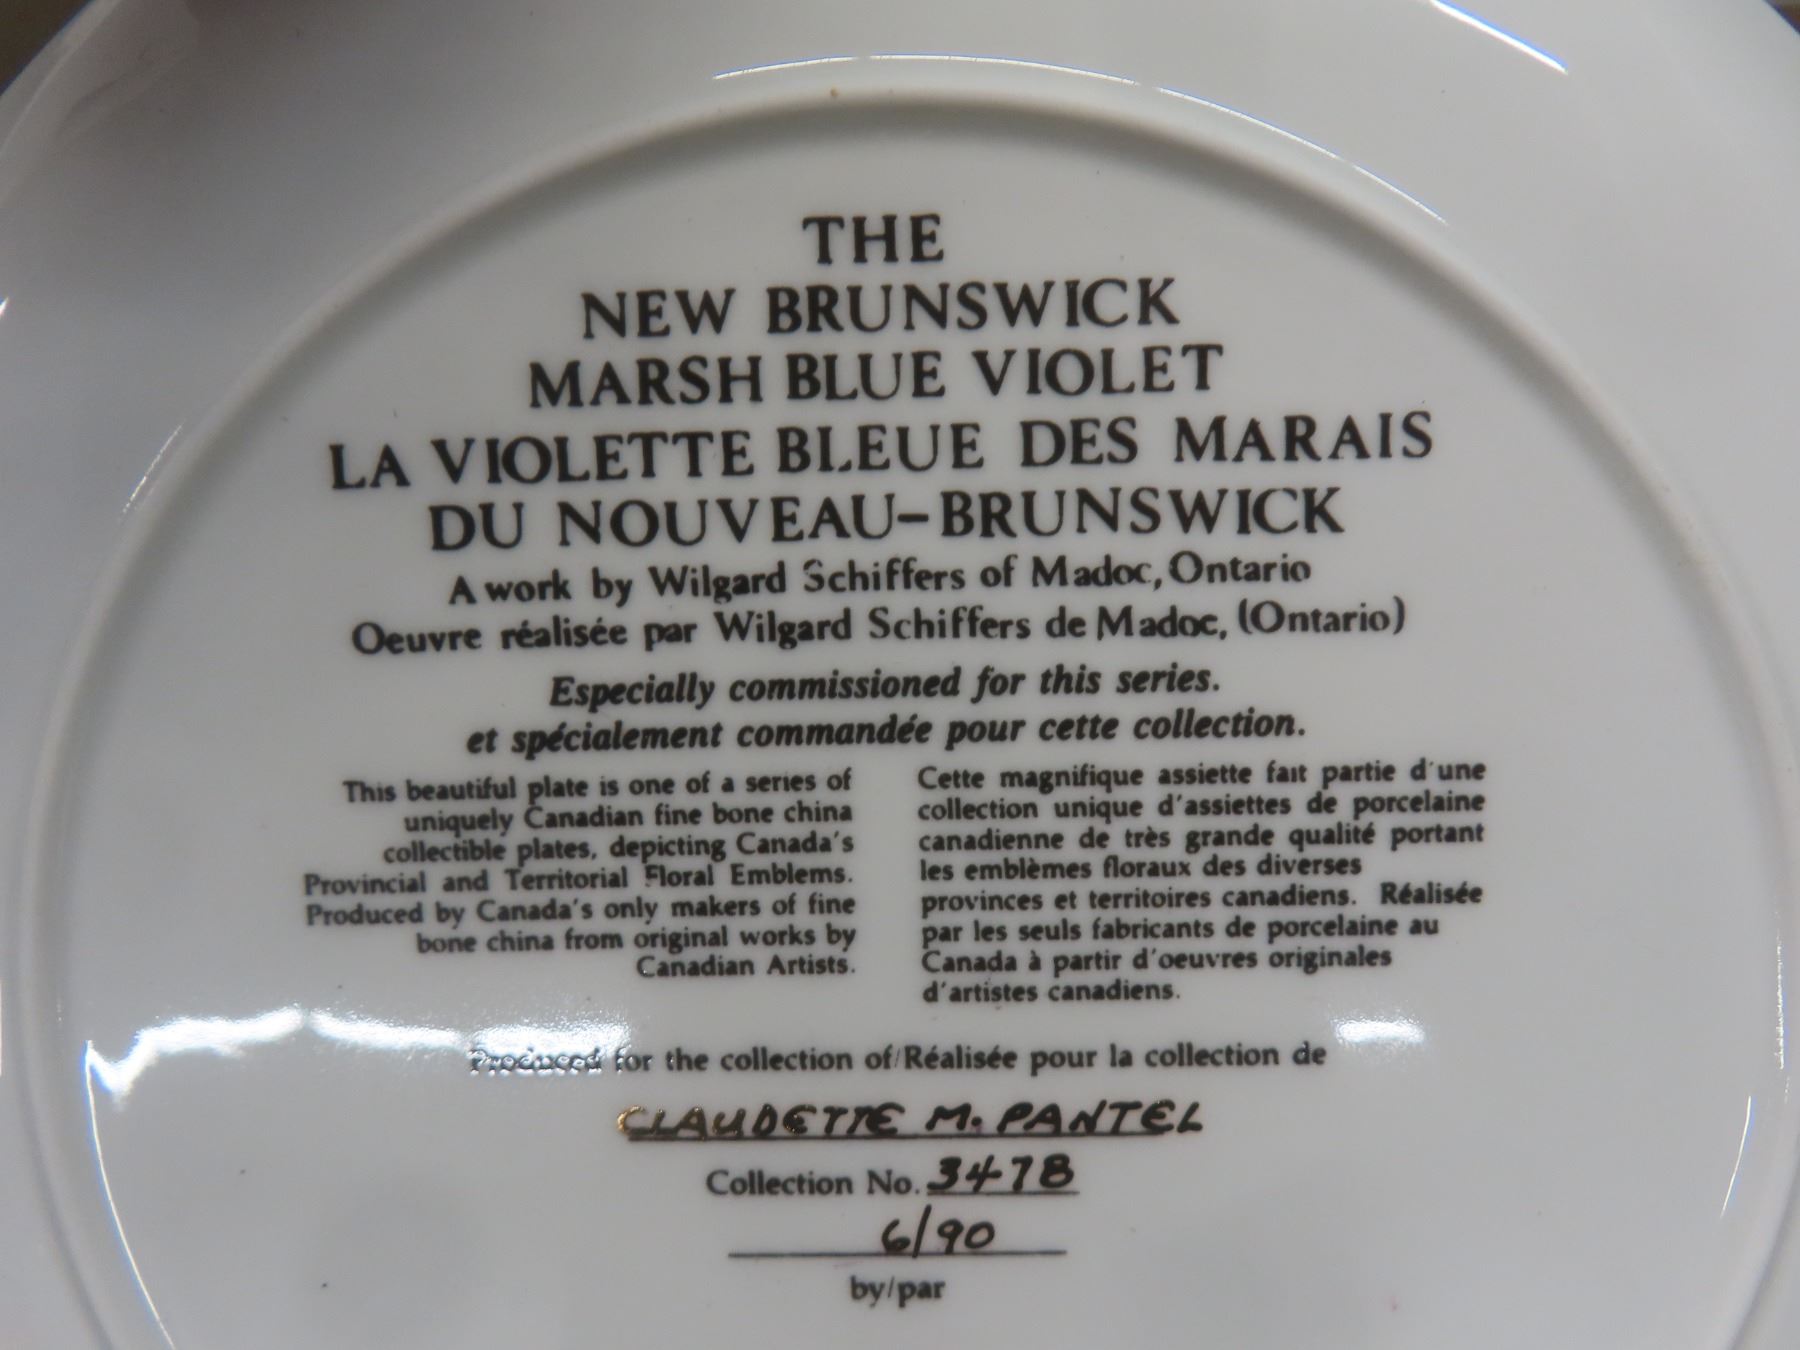 THE
NEW BRUNSWICK
MARSH BLUE VIOLET
LA VIOLETTE BLEUE DES MARAIS
DU NOUVEAU-BRUNSWICK
A work by Wilgard Schiffers of Madoc, Ontario
Oeuvre réalisée par Wilgard Schiffers de Madoc, (Ontario)
Especially commissioned for this series.
et spécialement commandée pour cette collection.
This beautiful plate is one of a series of
uniquely Canadian fine bone china
collectible plates, depicting Canada's
Provincial and Territorial Floral Emblems.
Produced by Canada's only makers of fine
bone china from original works by
Canadian Artists.
Cette magnifique assiette fait partie d'une
collection unique d'assiettes de porcelaine
canadienne de très grande qualité portant
les emblèmes floraux des diverses
provinces et territoires canadiens. Réalisée
par les seuls fabricants de porcelaine au
Canada à partir d'oeuvres originales
d'artistes canadiens.
Produced for the collection of/Réalisée pour la collection de
CLAUDETTE M. PANTEL
Collection No. 3478
6/90
by/par